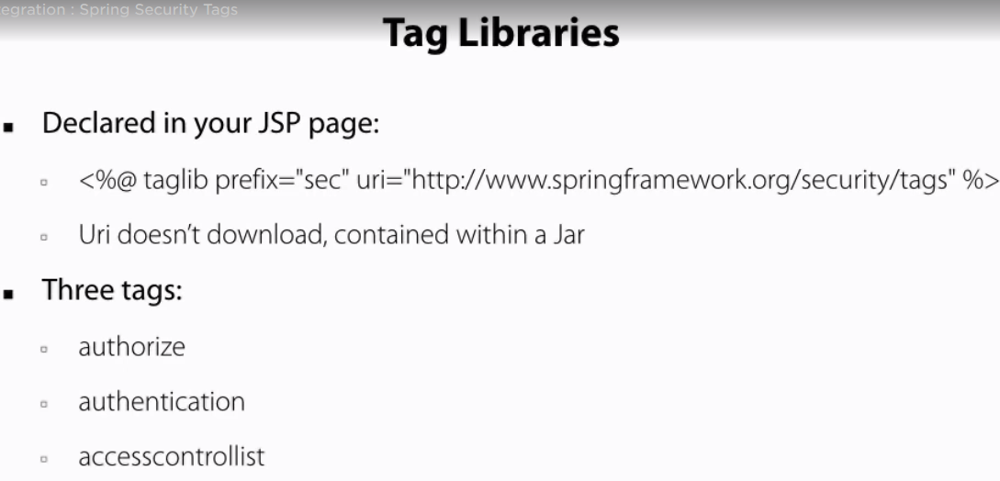 egration : Spring Security Tags
Tag Libraries
Declared in your JSP page:
<%@ taglib prefix="sec" uri="http://www.springframework.org/security/tags" %>
Uri doesn’t download, contained within a Jar
Three tags:
authorize
authentication
accesscontrollist